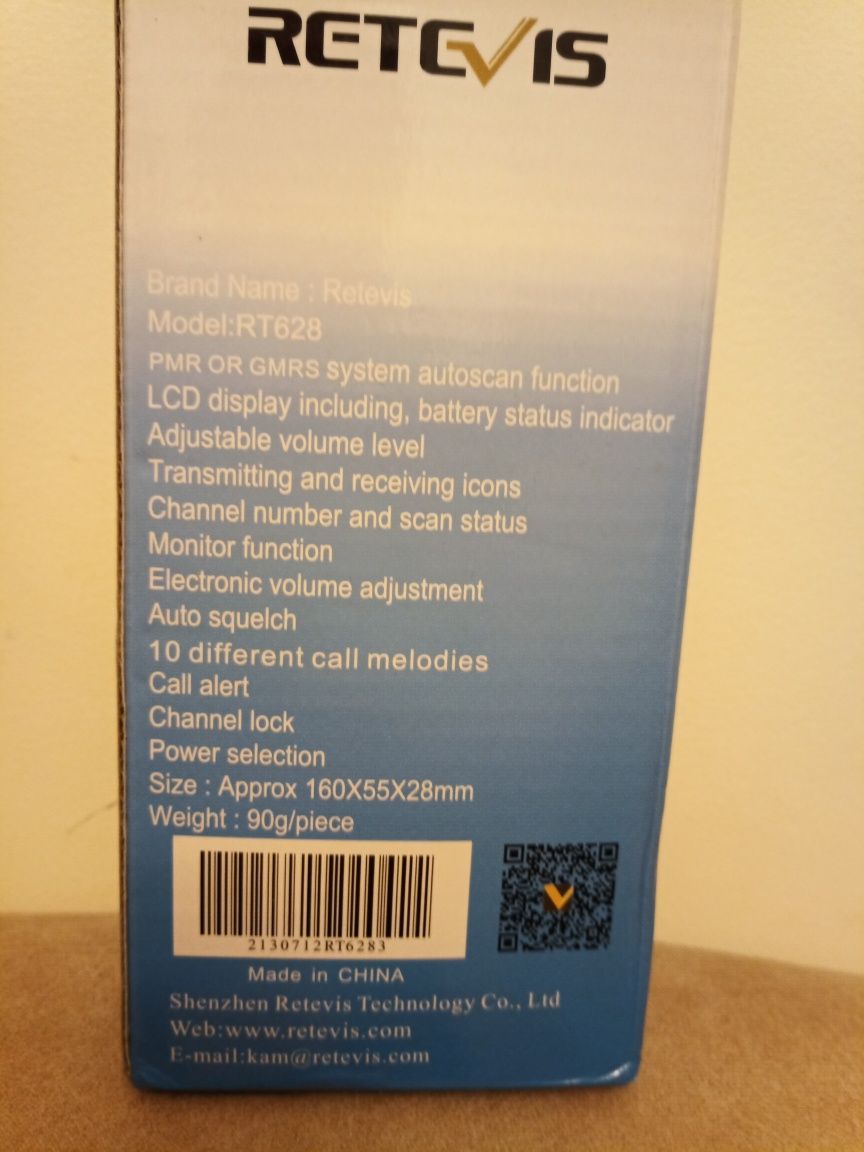 RETEVIS
Brand Name : Retevis
Model:RT628
PMR OR GMRS system autoscan function
LCD display including, battery status indicator
Adjustable volume level
Transmitting and receiving icons
Channel number and scan status
Monitor function
Electronic volume adjustment
Auto squelch
10 different call melodies
Call alert
Channel lock
Power selection
Size : Approx 160X55X28mm
Weight : 90g/piece
2130712RT6283
Made in CHINA
Shenzhen Retevis Technology Co., Ltd
Web:www.retevis.com
E-mail:kam@retevis.com